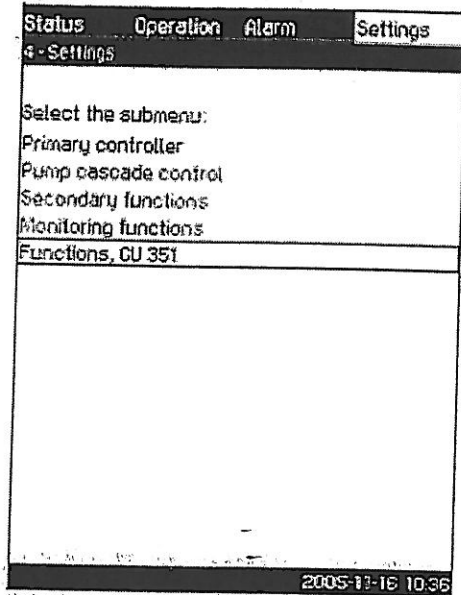 Status Operation Alarm Settings
4 - Settings
Select the submenu:
Primary controller
Pump cascade control
Secondary functions
Monitoring functions
Functions, CU 351
2005-11-16 10:36